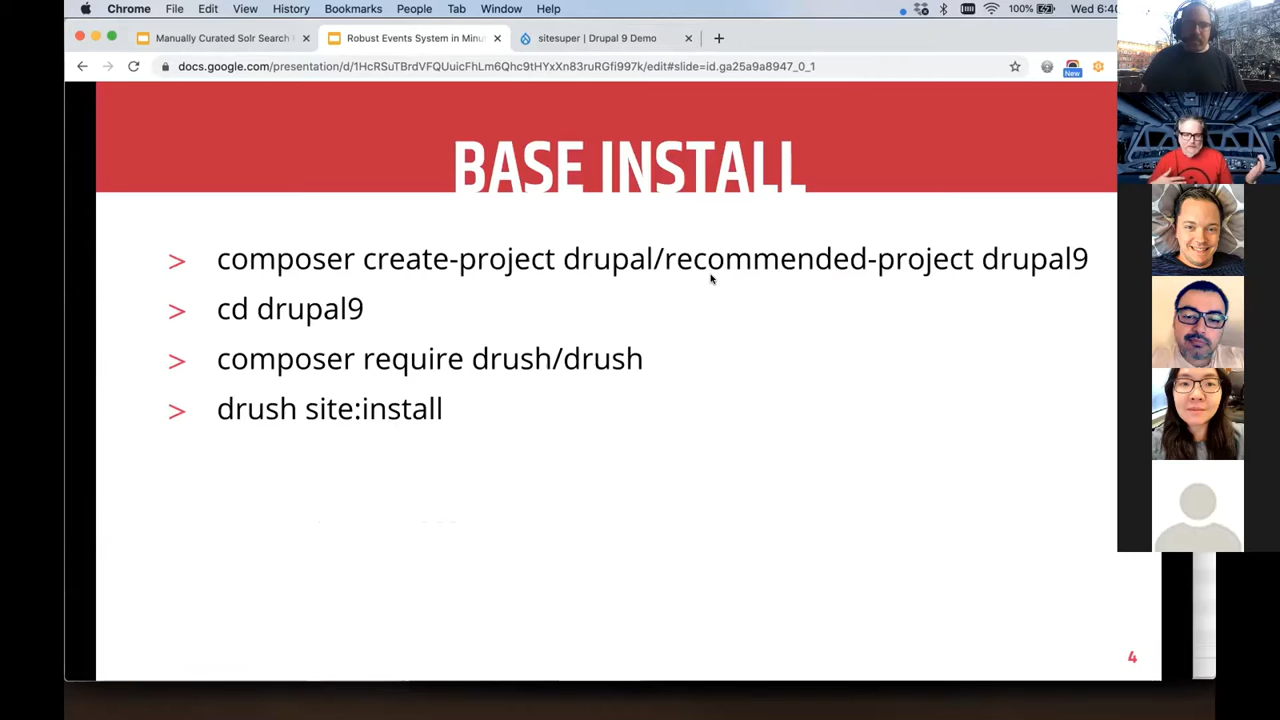 Chrome File Edit View History Bookmarks People Tab Window Help 100% Wed 6:40
Manually Curated Solr Search
Robust Events System in Minu
sitesuper | Drupal 9 Demo
docs.google.com/presentation/d/1HcRSuTBrdVFQUuicFhLm6Qhc9tHYxXn83ruRGfi997k/edit#slide=id.ga25a9a8947_0_1
New
BASE INSTALL
> composer create-project drupal/recommended-project drupal9
> cd drupal9
> composer require drush/drush
> drush site:install
4